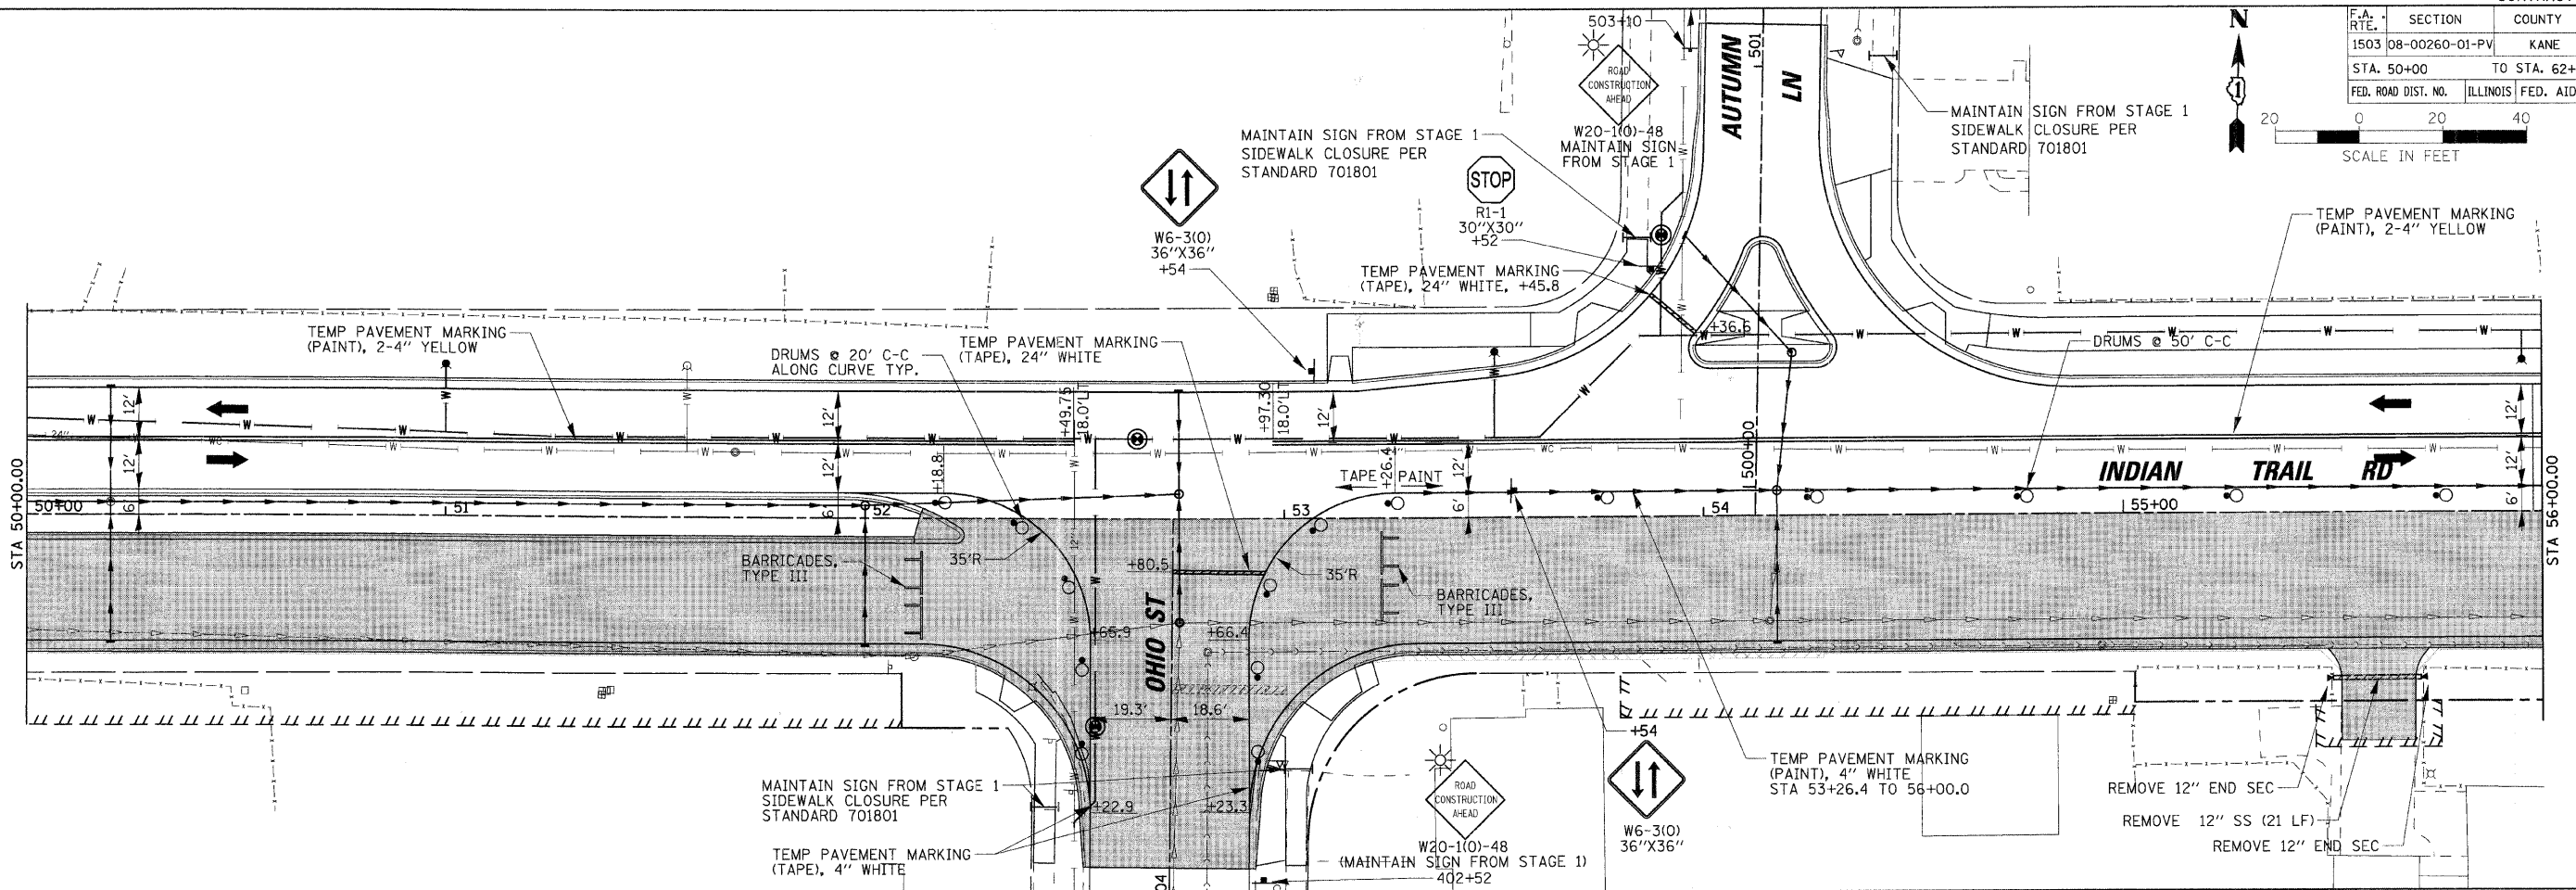 F.A. RTE.
SECTION
COUNTY
1503
08-00260-01-PV
KANE
STA. 50+00
TO STA. 62+
FED. ROAD DIST. NO.
ILLINOIS
FED. AID
N
1
20 0 20 40
SCALE IN FEET
503+10
ROAD
CONSTRUCTION
AHEAD
W20-1(O)-48
MAINTAIN SIGN
FROM STAGE 1
AUTUMN
LN
501
MAINTAIN SIGN FROM STAGE 1
SIDEWALK CLOSURE PER
STANDARD 701801
MAINTAIN SIGN FROM STAGE 1
SIDEWALK CLOSURE PER
STANDARD 701801
W6-3(O)
36"X36"
+54
STOP
R1-1
30"X30"
+52
TEMP PAVEMENT MARKING
(TAPE), 24" WHITE, +45.8
+36.6
TEMP PAVEMENT MARKING
(PAINT), 2-4" YELLOW
TEMP PAVEMENT MARKING
(PAINT), 2-4" YELLOW
DRUMS @ 20' C-C
ALONG CURVE TYP.
TEMP PAVEMENT MARKING
(TAPE), 24" WHITE
DRUMS @ 50' C-C
12'
12'
6'
24"
WC
12'
12'
6'
+18.8
+49.75
18.0'LT
+97.30
18.0'LT
12'
+26.4
12'
6'
WC
TAPE
PAINT
500+00
INDIAN TRAIL RD
12'
12'
6'
STA 50+00.00
50+00
51
52
53
54
55+00
STA 56+00.00
BARRICADES,
TYPE III
35'R
12"
+80.5
35'R
BARRICADES,
TYPE III
OHIO ST
+65.9
+66.4
19.3'
18.6'
+22.9
+23.3
MAINTAIN SIGN FROM STAGE 1
SIDEWALK CLOSURE PER
STANDARD 701801
TEMP PAVEMENT MARKING
(TAPE), 4" WHITE
ROAD
CONSTRUCTION
AHEAD
W20-1(O)-48
(MAINTAIN SIGN FROM STAGE 1)
402+52
+54
W6-3(O)
36"X36"
TEMP PAVEMENT MARKING
(PAINT), 4" WHITE
STA 53+26.4 TO 56+00.0
REMOVE 12" END SEC
REMOVE 12" SS (21 LF)
REMOVE 12" END SEC